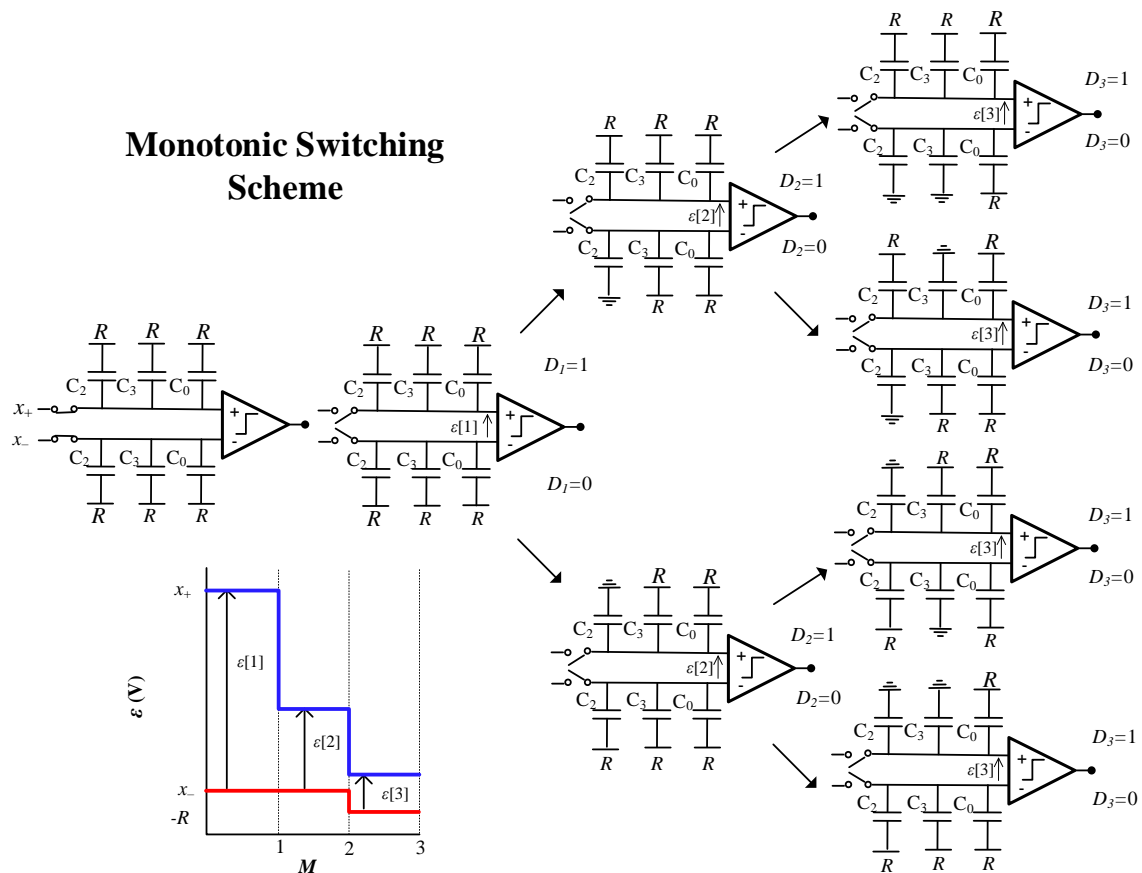 Monotonic Switching
Scheme
x+
x−
R R R
C2 C3 C0
+
-
C2 C3 C0
R R R
R R R
C2 C3 C0
ε[1]
+
-
C2 C3 C0
R R R
D1=1
D1=0
R R R
C2 C3 C0
ε[2]
+
-
C2 C3 C0
R R
D2=1
D2=0
R R
C2 C3 C0
ε[2]
+
-
C2 C3 C0
R R R
D2=1
D2=0
R R R
C2 C3 C0
ε[3]
+
-
C2 C3 C0
R
D3=1
D3=0
R R
C2 C3 C0
ε[3]
+
-
C2 C3 C0
R R
D3=1
D3=0
R R
C2 C3 C0
ε[3]
+
-
C2 C3 C0
R R
D3=1
D3=0
R
C2 C3 C0
ε[3]
+
-
C2 C3 C0
R R R
D3=1
D3=0
ε (V)
x+
x−
-R
ε[1]
ε[2]
ε[3]
1 2 3
M